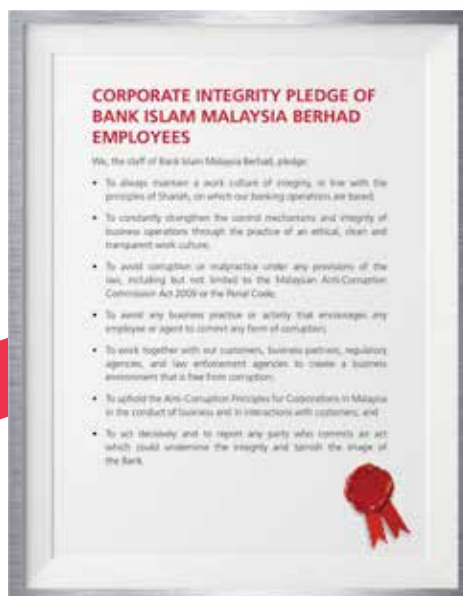 CORPORATE INTEGRITY PLEDGE OF
BANK ISLAM MALAYSIA BERHAD
EMPLOYEES
We, the staff of Bank Islam Malaysia Berhad, pledge:
• To always maintain a work culture of integrity, in line with the
principles of Shariah, on which our banking operations are based;
• To constantly strengthen the control mechanisms and integrity of
business operations through the practice of an ethical, clean and
transparent work culture;
• To avoid corruption or malpractice under any provisions of the
law, including but not limited to the Malaysian Anti-Corruption
Commission Act 2009 or the Penal Code;
• To avoid any business practice or activity that encourages any
employee or agent to commit any form of corruption;
• To work together with our customers, business partners, regulatory
agencies, and law enforcement agencies to create a business
environment that is free from corruption;
• To uphold the Anti-Corruption Principles for Corporations in Malaysia
in the conduct of business and in interactions with customers; and
• To act decisively and to report any party who commits an act
which could undermine the integrity and tarnish the image of
the Bank.